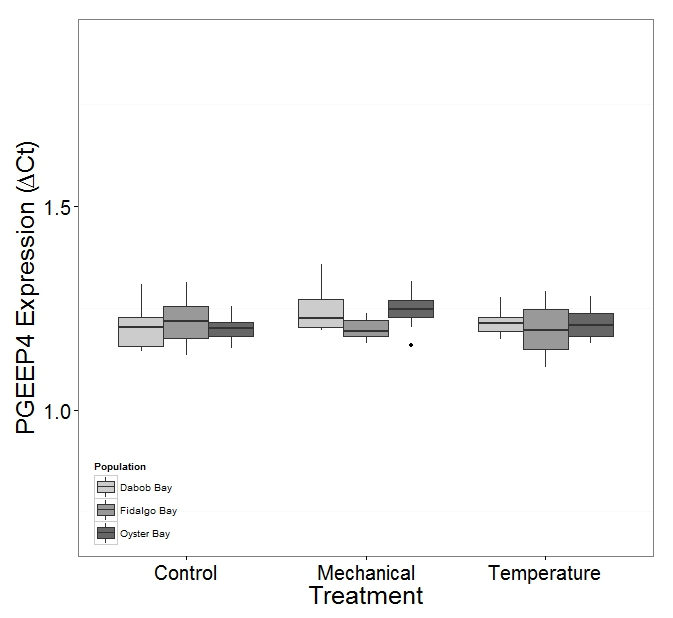 PGEEP4 Expression (ΔCt)
1.5
1.0
Population
Dabob Bay
Fidalgo Bay
Oyster Bay
Control Mechanical Temperature
Treatment